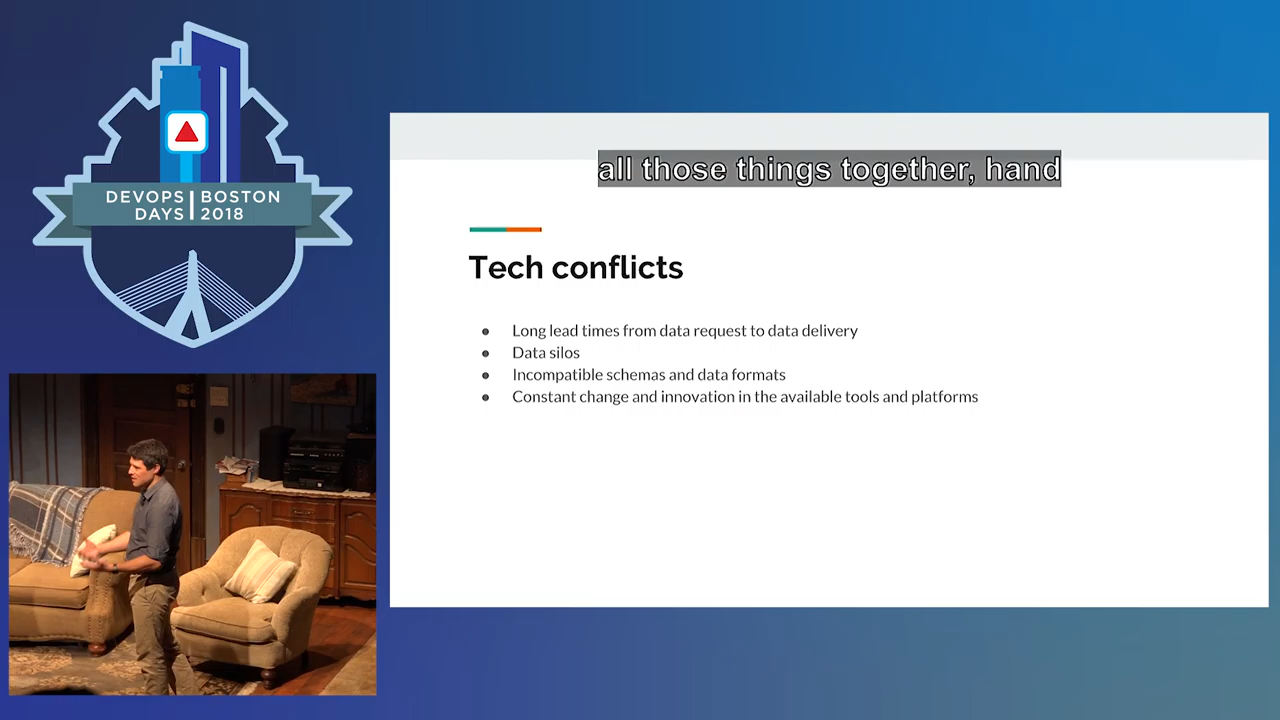 DEVOPS BOSTON
DAYS 2018
all those things together, hand
Tech conflicts
● Long lead times from data request to data delivery
● Data silos
● Incompatible schemas and data formats
● Constant change and innovation in the available tools and platforms